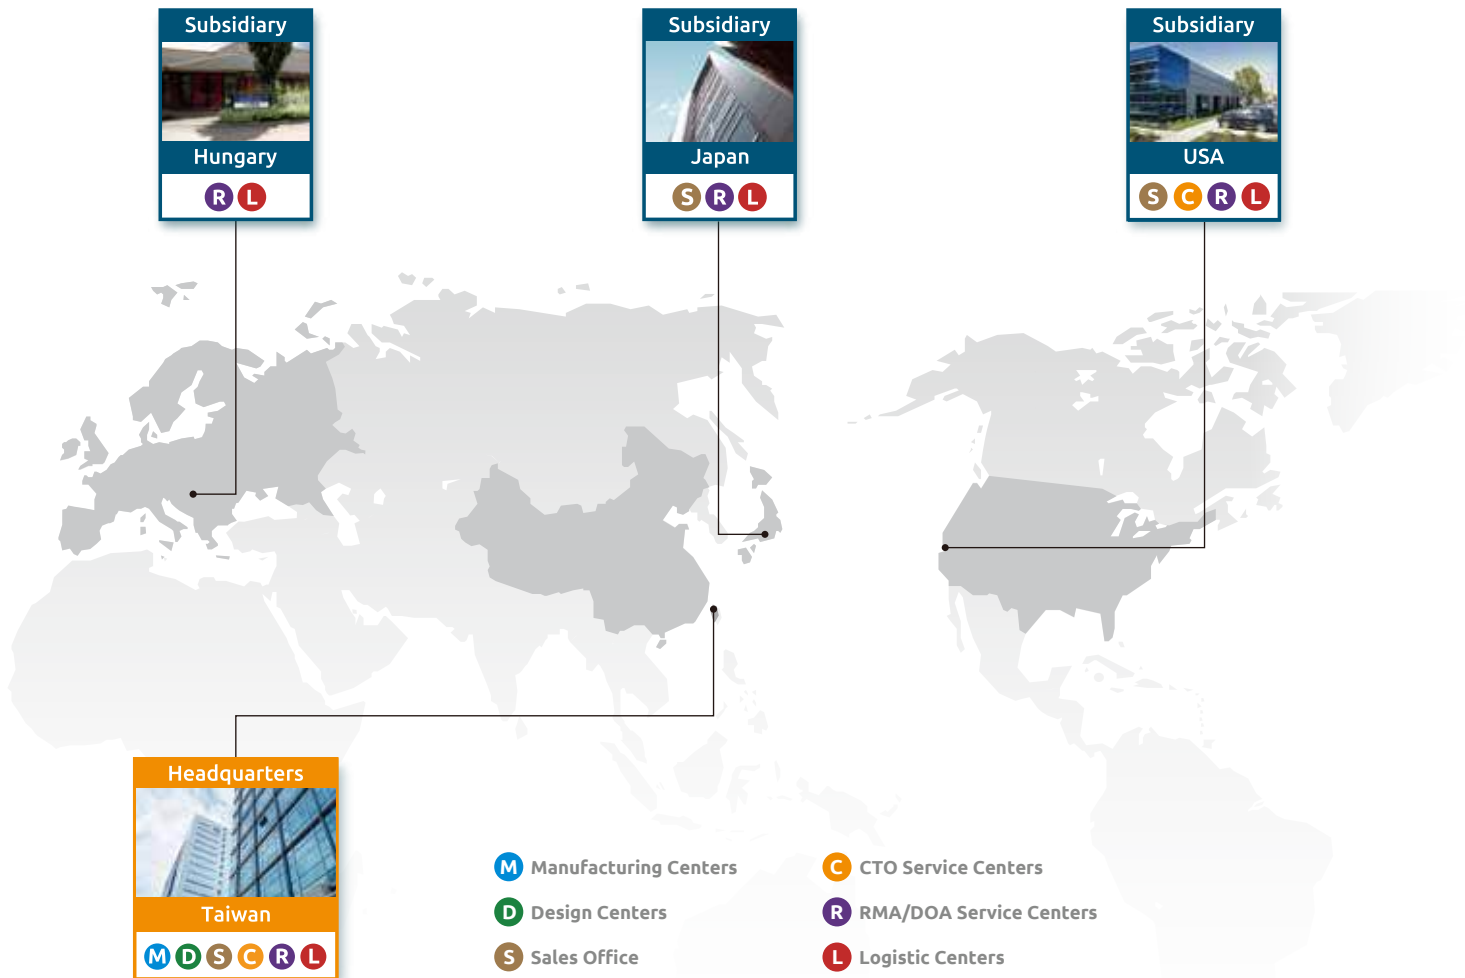 Subsidiary
Hungary
R L
Subsidiary
Japan
S R L
Subsidiary
USA
S C R L
Headquarters
Taiwan
M D S C R L
M Manufacturing Centers
D Design Centers
S Sales Office
C CTO Service Centers
R RMA/DOA Service Centers
L Logistic Centers